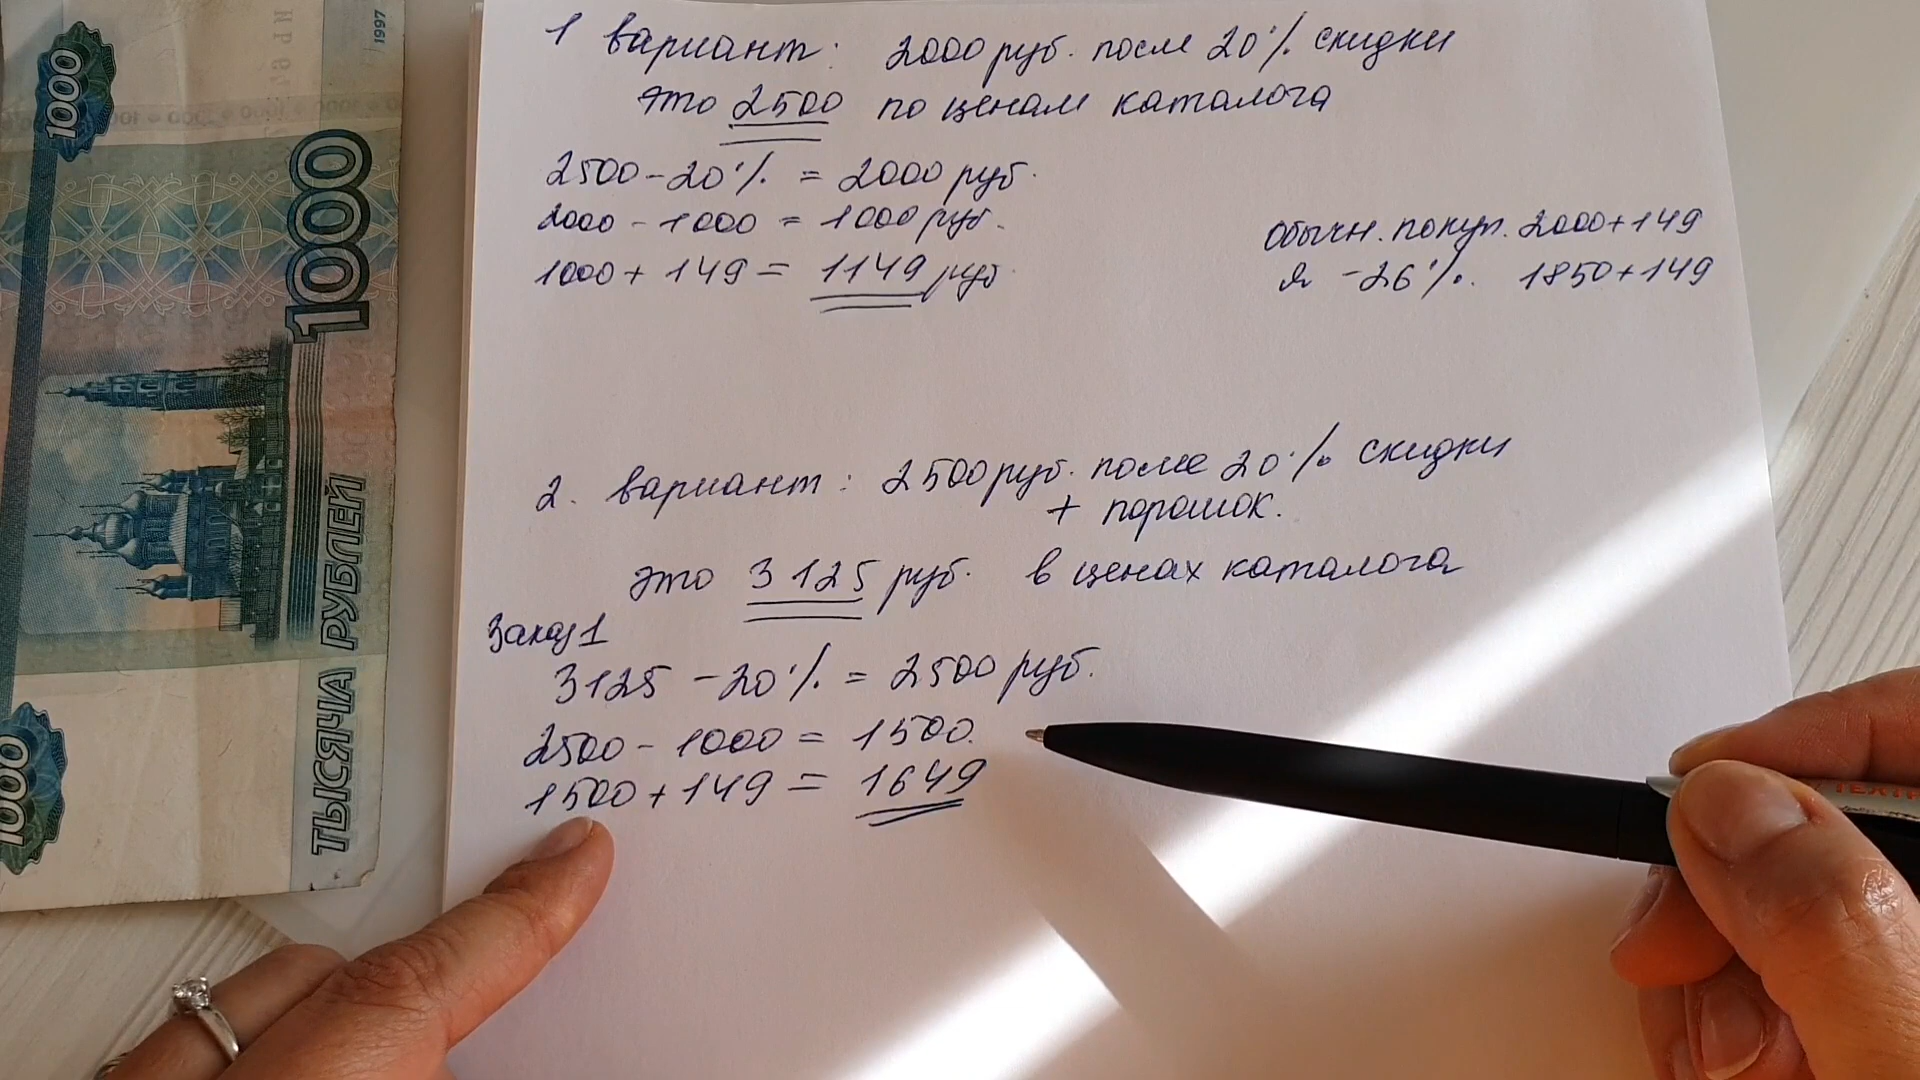 1 вариант: 2000 руб. после 20% скидки
это 2500 по ценам каталога
2500 - 20% = 2000 руб.
2000 - 1000 = 1000 руб.
1000 + 149 = 1149 руб
Обычн. покуп. 2000 + 149
Я -26%. 1850 + 149
2. вариант: 2500 руб. после 20% скидки
+ порошок.
это 3125 руб. в ценах каталога
Заказ 1
3125 - 20% = 2500 руб.
2500 - 1000 = 1500.
1500 + 149 = 1649
1997
1000
1000
ТЫСЯЧА РУБЛЕЙ
1000